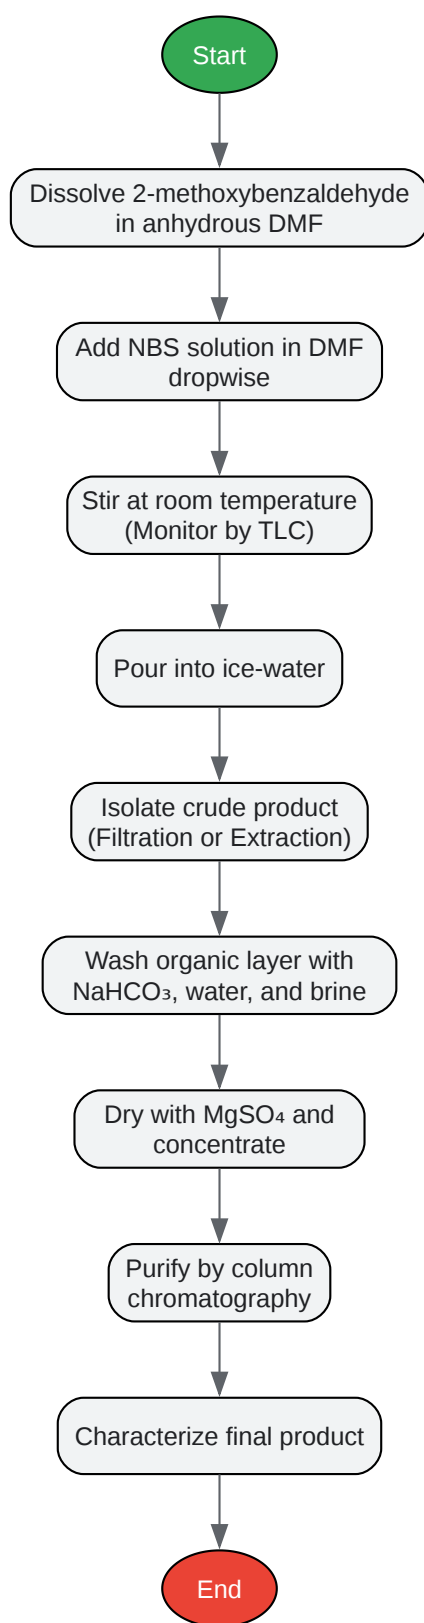 Start
Dissolve 2-methoxybenzaldehyde
in anhydrous DMF
Add NBS solution in DMF
dropwise
Stir at room temperature
(Monitor by TLC)
Pour into ice-water
Isolate crude product
(Filtration or Extraction)
Wash organic layer with
NaHCO₃, water, and brine
Dry with MgSO₄ and
concentrate
Purify by column
chromatography
Characterize final product
End